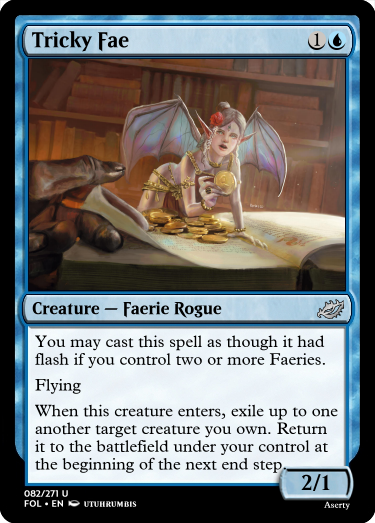 Tricky Fae 1
Creature — Faerie Rogue
You may cast this spell as though it had
flash if you control two or more Faeries.
Flying
When this creature enters, exile up to one
another target creature you own. Return
it to the battlefield under your control at
the beginning of the next end step.
2/1
082/271 U
FOL • EN UTUHRUMBIS
Aserty